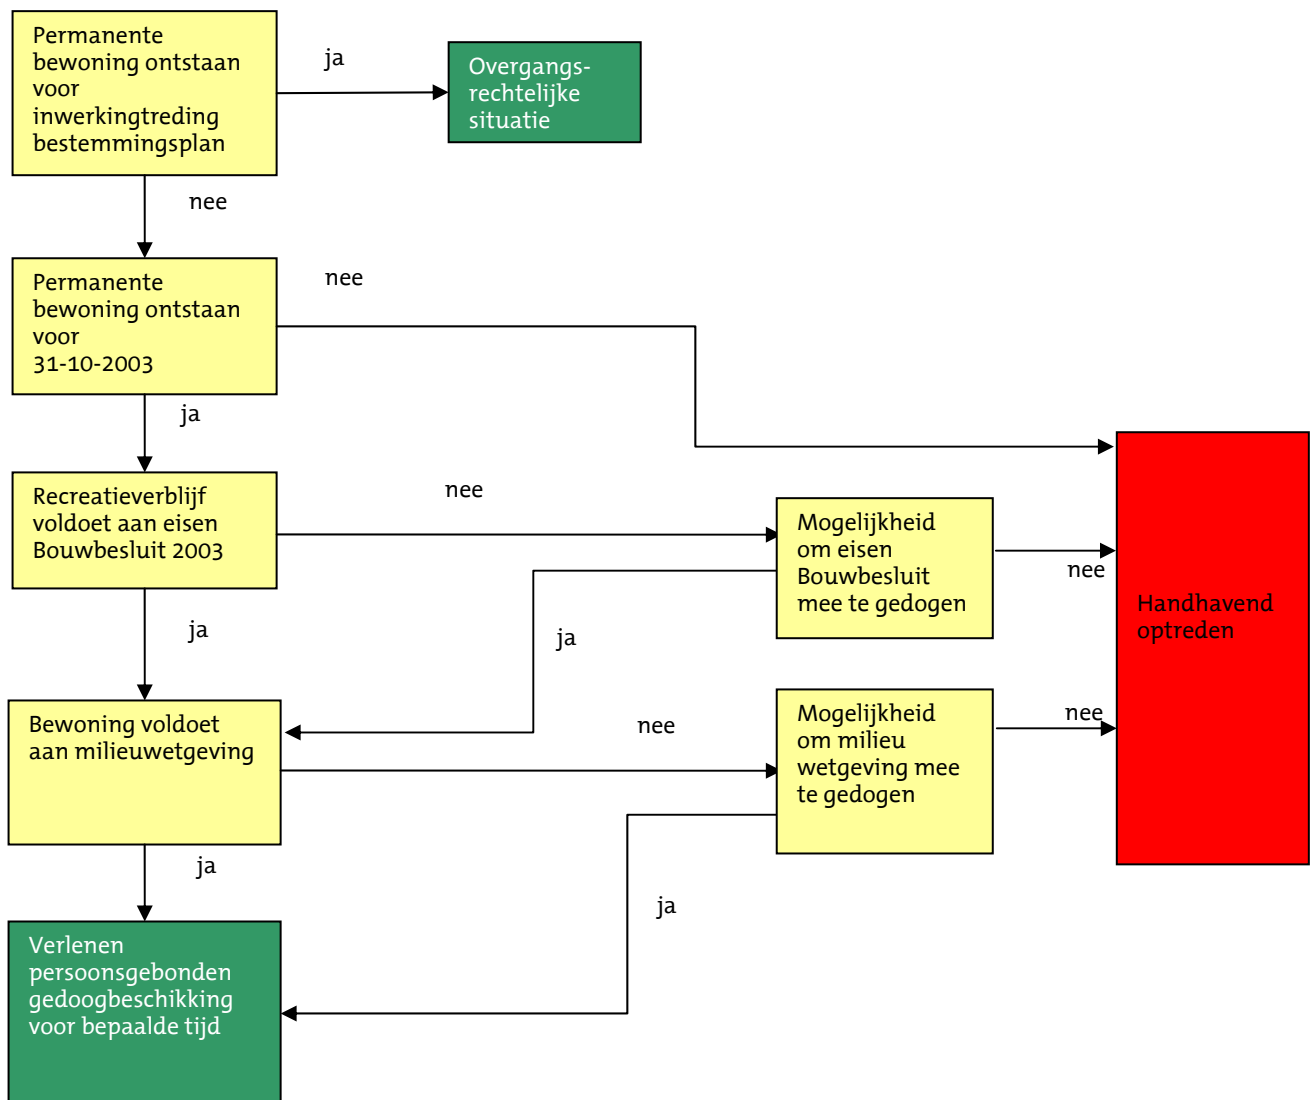 Permanente
bewoning ontstaan
voor
inwerkingtreding
bestemmingsplan
ja
Overgangs-
rechtelijke
situatie
nee
Permanente
bewoning ontstaan
voor
31-10-2003
nee
ja
Recreatieverblijf
voldoet aan eisen
Bouwbesluit 2003
nee
Mogelijkheid
om eisen
Bouwbesluit
mee te gedogen
nee
Handhavend
optreden
ja
ja
Bewoning voldoet
aan milieuwetgeving
nee
Mogelijkheid
om milieu
wetgeving mee
te gedogen
nee
ja
ja
Verlenen
persoonsgebonden
gedoogbeschikking
voor bepaalde tijd